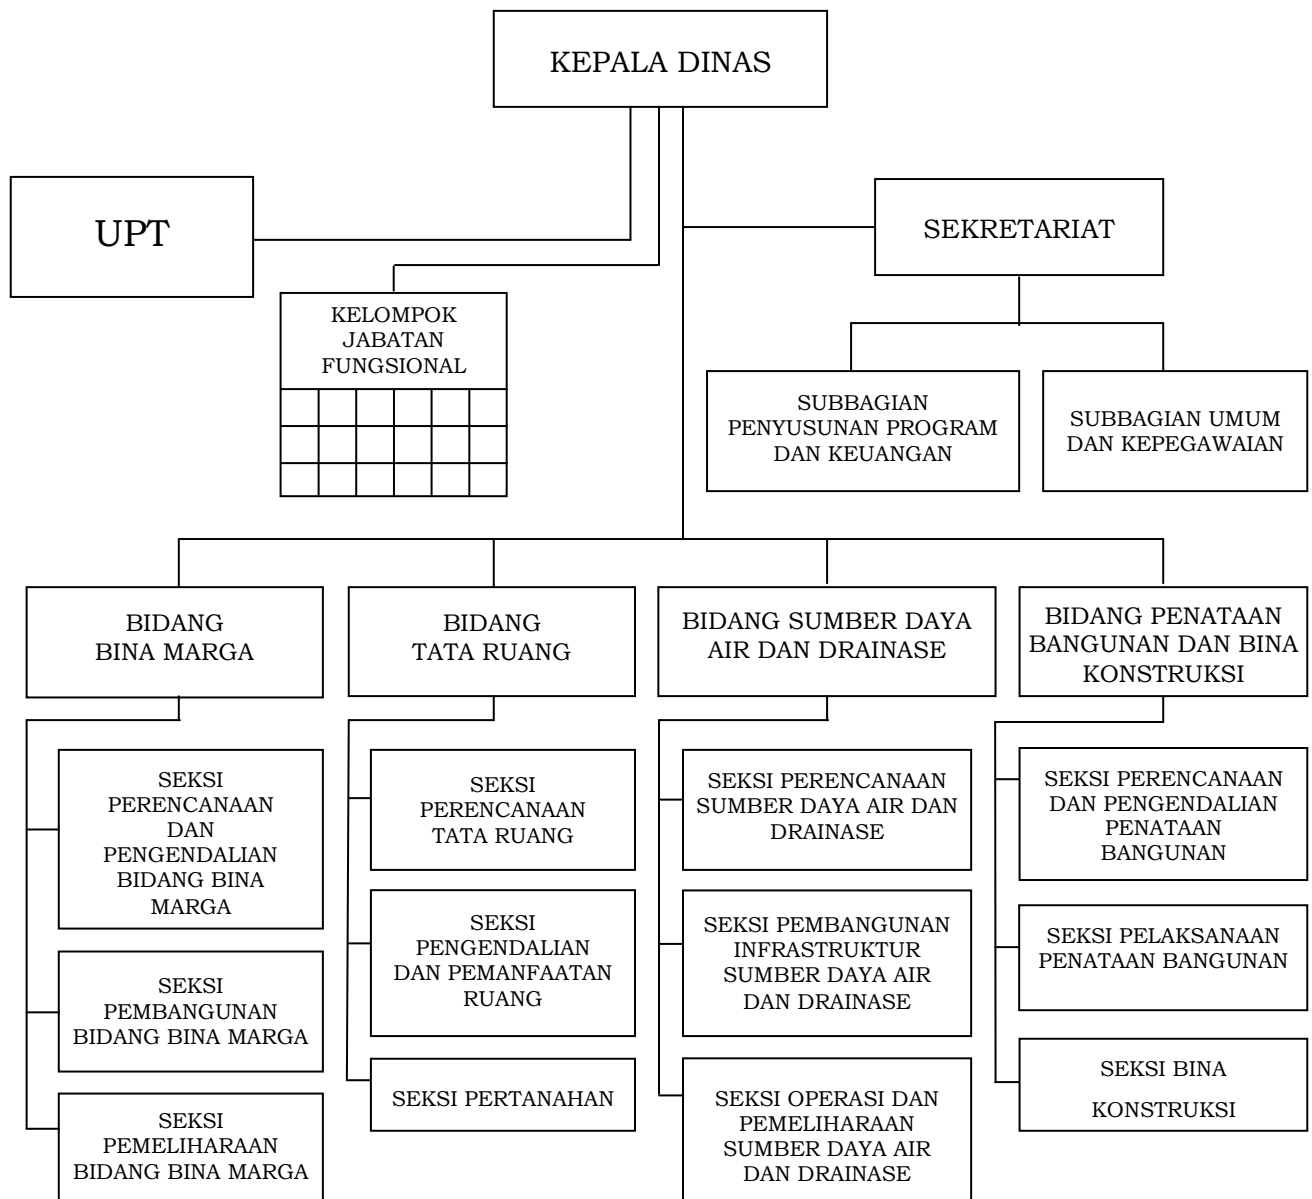 KEPALA DINAS
UPT
SEKRETARIAT
KELOMPOK
JABATAN
FUNGSIONAL
SUBBAGIAN
PENYUSUNAN PROGRAM
DAN KEUANGAN
SUBBAGIAN UMUM
DAN KEPEGAWAIAN
BIDANG
BINA MARGA
BIDANG
TATA RUANG
BIDANG SUMBER DAYA
AIR DAN DRAINASE
BIDANG PENATAAN
BANGUNAN DAN BINA
KONSTRUKSI
SEKSI
PERENCANAAN
DAN
PENGENDALIAN
BIDANG BINA
MARGA
SEKSI
PEMBANGUNAN
BIDANG BINA MARGA
SEKSI
PEMELIHARAAN
BIDANG BINA MARGA
SEKSI
PERENCANAAN
TATA RUANG
SEKSI
PENGENDALIAN
DAN PEMANFAATAN
RUANG
SEKSI PERTANAHAN
SEKSI PERENCANAAN
SUMBER DAYA AIR DAN
DRAINASE
SEKSI PEMBANGUNAN
INFRASTRUKTUR
SUMBER DAYA AIR
DAN DRAINASE
SEKSI OPERASI DAN
PEMELIHARAAN
SUMBER DAYA AIR
DAN DRAINASE
SEKSI PERENCANAAN
DAN PENGENDALIAN
PENATAAN
BANGUNAN
SEKSI PELAKSANAAN
PENATAAN BANGUNAN
SEKSI BINA
KONSTRUKSI